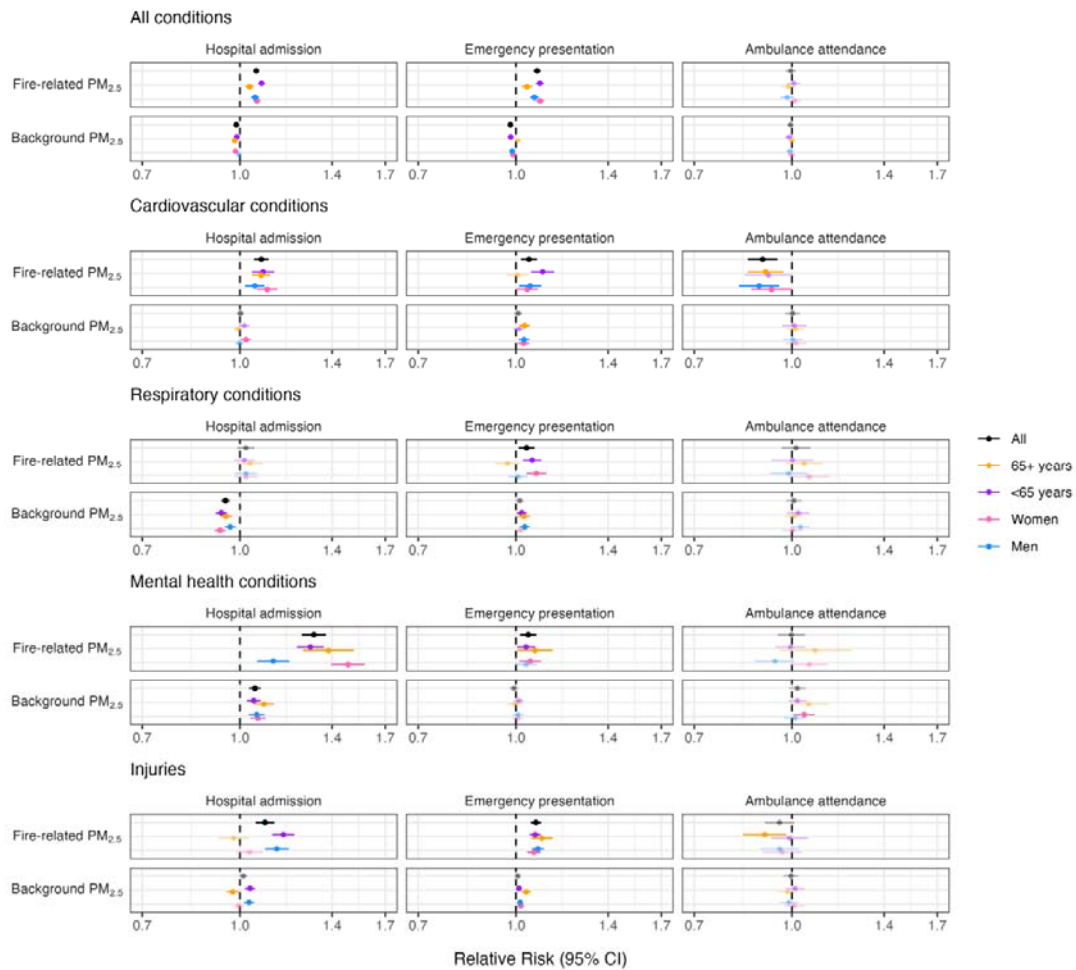 All conditions
Hospital admission Emergency presentation Ambulance attendance
Fire-related PM2.5
Background PM2.5
0.7 1.0 1.4 1.7 0.7 1.0 1.4 1.7 0.7 1.0 1.4 1.7
Cardiovascular conditions
Hospital admission Emergency presentation Ambulance attendance
Fire-related PM2.5
Background PM2.5
0.7 1.0 1.4 1.7 0.7 1.0 1.4 1.7 0.7 1.0 1.4 1.7
Respiratory conditions
Hospital admission Emergency presentation Ambulance attendance
Fire-related PM2.5
Background PM2.5
0.7 1.0 1.4 1.7 0.7 1.0 1.4 1.7 0.7 1.0 1.4 1.7
All
65+ years
<65 years
Women
Men
Mental health conditions
Hospital admission Emergency presentation Ambulance attendance
Fire-related PM2.5
Background PM2.5
0.7 1.0 1.4 1.7 0.7 1.0 1.4 1.7 0.7 1.0 1.4 1.7
Injuries
Hospital admission Emergency presentation Ambulance attendance
Fire-related PM2.5
Background PM2.5
0.7 1.0 1.4 1.7 0.7 1.0 1.4 1.7 0.7 1.0 1.4 1.7
Relative Risk (95% CI)